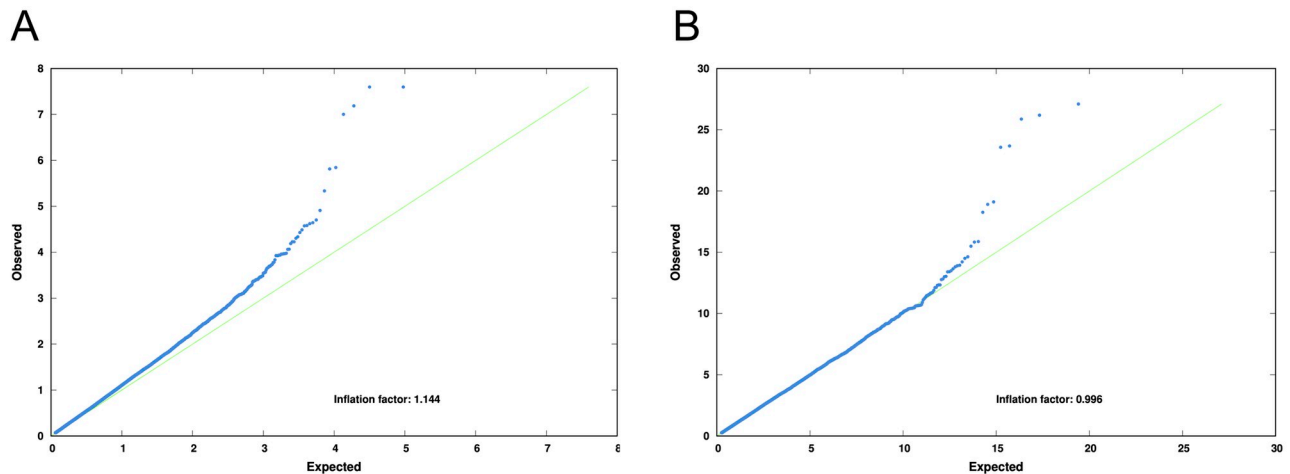 A
B
8
7
6
5
4
3
2
1
0
Observed
0 1 2 3 4 5 6 7 8
Expected
Inflation factor: 1.144
30
25
20
15
10
5
0
Observed
0 5 10 15 20 25 30
Expected
Inflation factor: 0.996